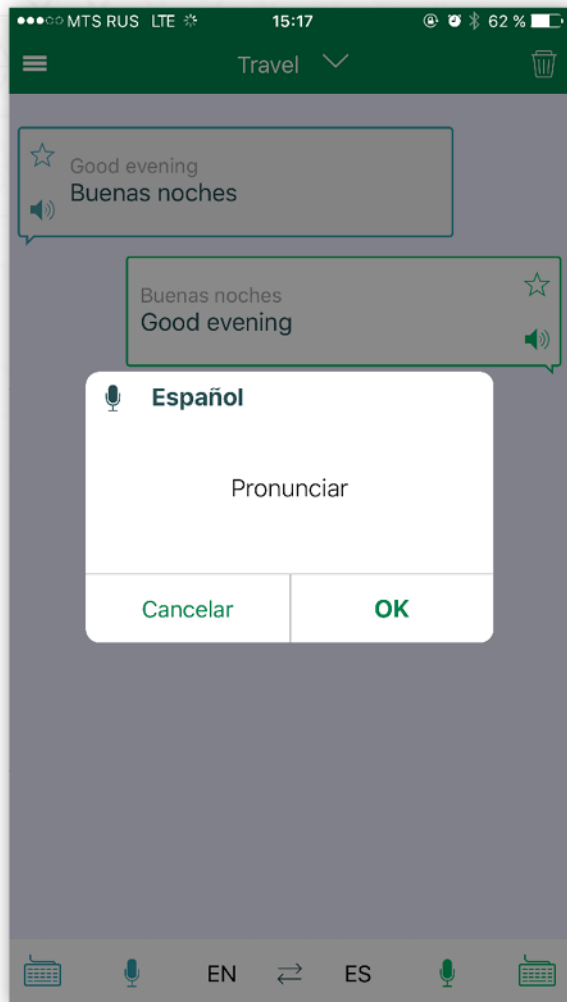 MTS RUS LTE 15:17 62 %
Travel
Good evening
Buenas noches
Buenas noches
Good evening
Español
Pronunciar
Cancelar OK
EN ES